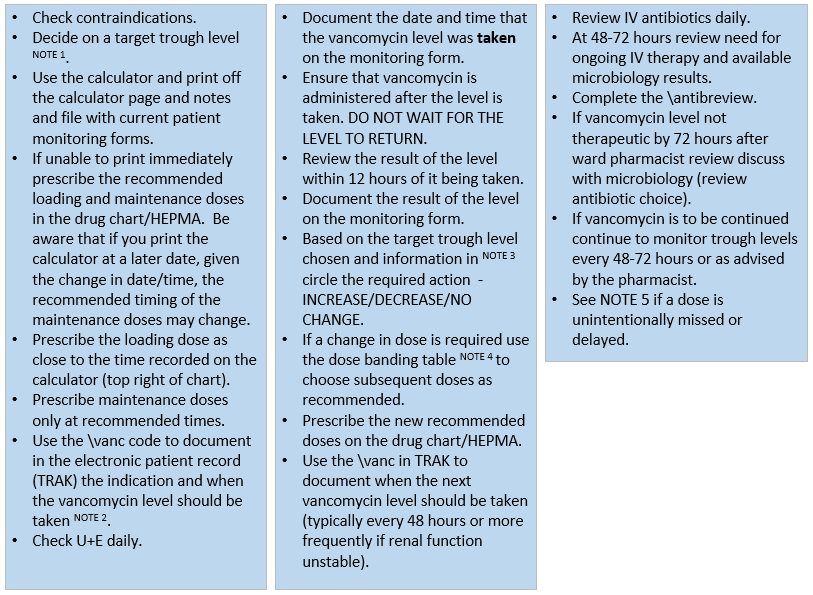 • Check contraindications.
• Decide on a target trough level
NOTE 1.
• Use the calculator and print off
the calculator page and notes
and file with current patient
monitoring forms.
• If unable to print immediately
prescribe the recommended
loading and maintenance doses
in the drug chart/HEPMA.  Be
aware that if you print the
calculator at a later date, given
the change in date/time, the
recommended timing of the
maintenance doses may change.
• Prescribe the loading dose as
close to the time recorded on the
calculator (top right of chart).
• Prescribe maintenance doses
only at recommended times.
• Use the \vanc code to document
in the electronic patient record
(TRAK) the indication and when
the vancomycin level should be
taken NOTE 2.
• Check U+E daily.
• Document the date and time that
the vancomycin level was taken
on the monitoring form.
• Ensure that vancomycin is
administered after the level is
taken. DO NOT WAIT FOR THE
LEVEL TO RETURN.
• Review the result of the level
within 12 hours of it being taken.
• Document the result of the level
on the monitoring form.
• Based on the target trough level
chosen and information in NOTE 3
circle the required action  -
INCREASE/DECREASE/NO
CHANGE.
• If a change in dose is required use
the dose banding table NOTE 4 to
choose subsequent doses as
recommended.
• Prescribe the new recommended
doses on the drug chart/HEPMA.
• Use the \vanc in TRAK to
document when the next
vancomycin level should be taken
(typically every 48 hours or more
frequently if renal function
unstable).
• Review IV antibiotics daily.
• At 48-72 hours review need for
ongoing IV therapy and available
microbiology results.
• Complete the \antibreview.
• If vancomycin level not
therapeutic by 72 hours after
ward pharmacist review discuss
with microbiology (review
antibiotic choice).
• If vancomycin is to be continued
continue to monitor trough levels
every 48-72 hours or as advised
by the pharmacist.
• See NOTE 5 if a dose is
unintentionally missed or
delayed.